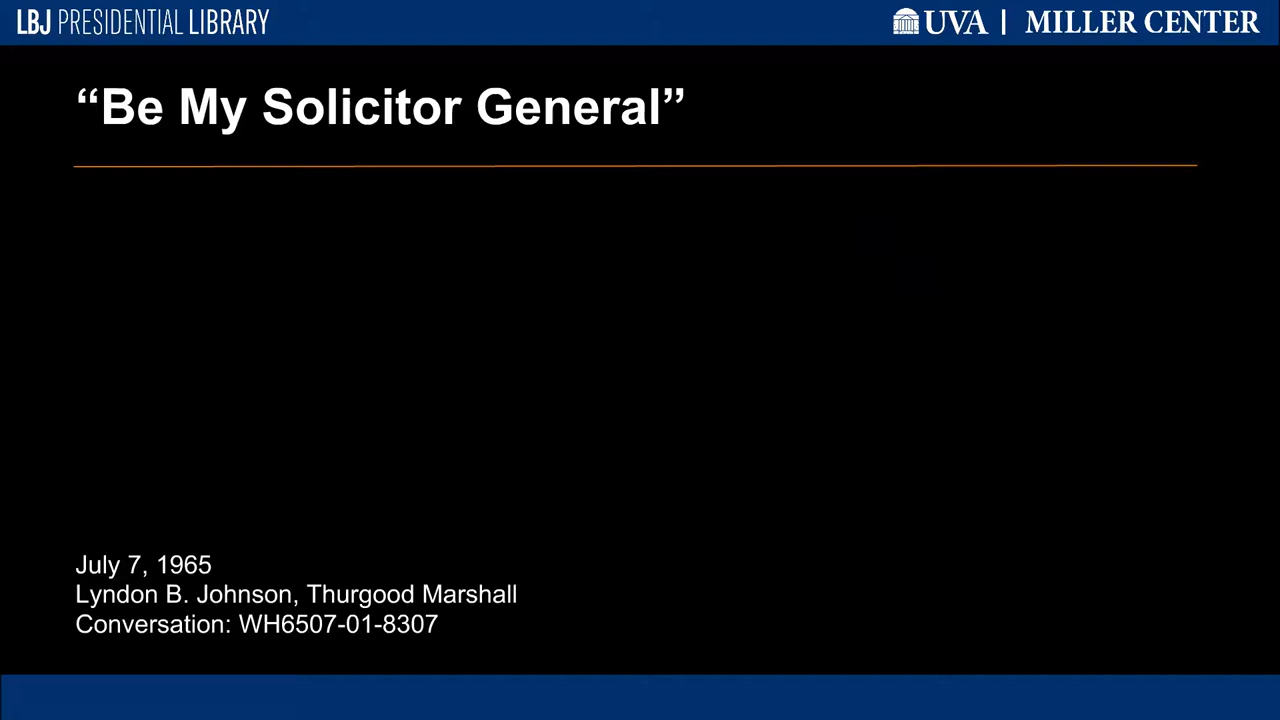 LBJ PRESIDENTIAL LIBRARY
UVA | MILLER CENTER
“Be My Solicitor General”
July 7, 1965
Lyndon B. Johnson, Thurgood Marshall
Conversation: WH6507-01-8307